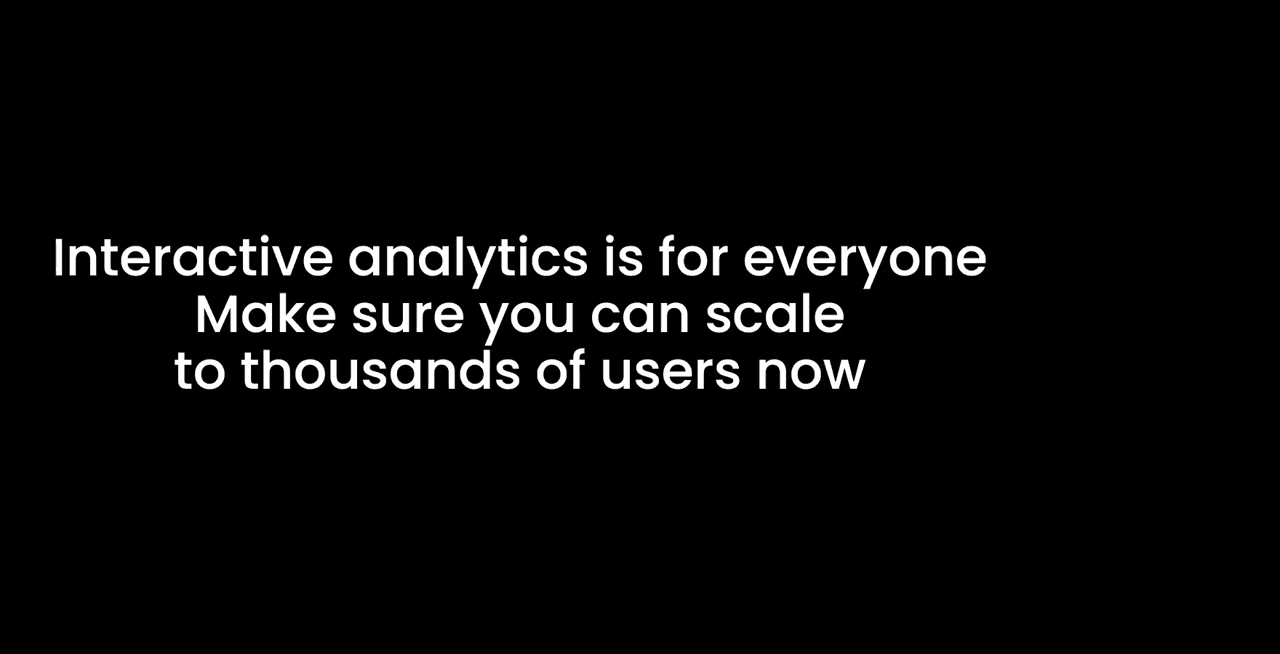 Interactive analytics is for everyone
Make sure you can scale
to thousands of users now